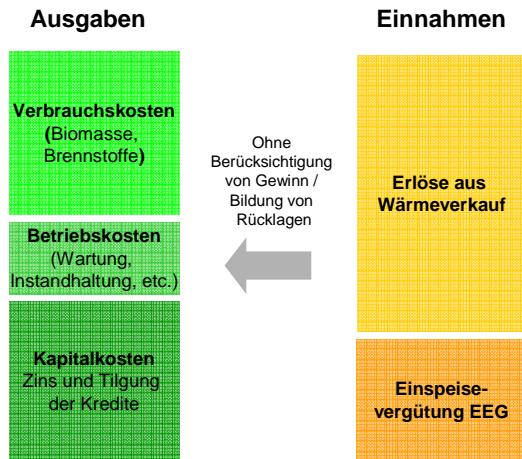 Ausgaben
Einnahmen
Verbrauchskosten
(Biomasse,
Brennstoffe)
Betriebskosten
(Wartung,
Instandhaltung, etc.)
Kapitalkosten
Zins und Tilgung
der Kredite
Ohne
Berücksichtigung
von Gewinn /
Bildung von
Rücklagen
Erlöse aus
Wärmeverkauf
Einspeise-
vergütung EEG